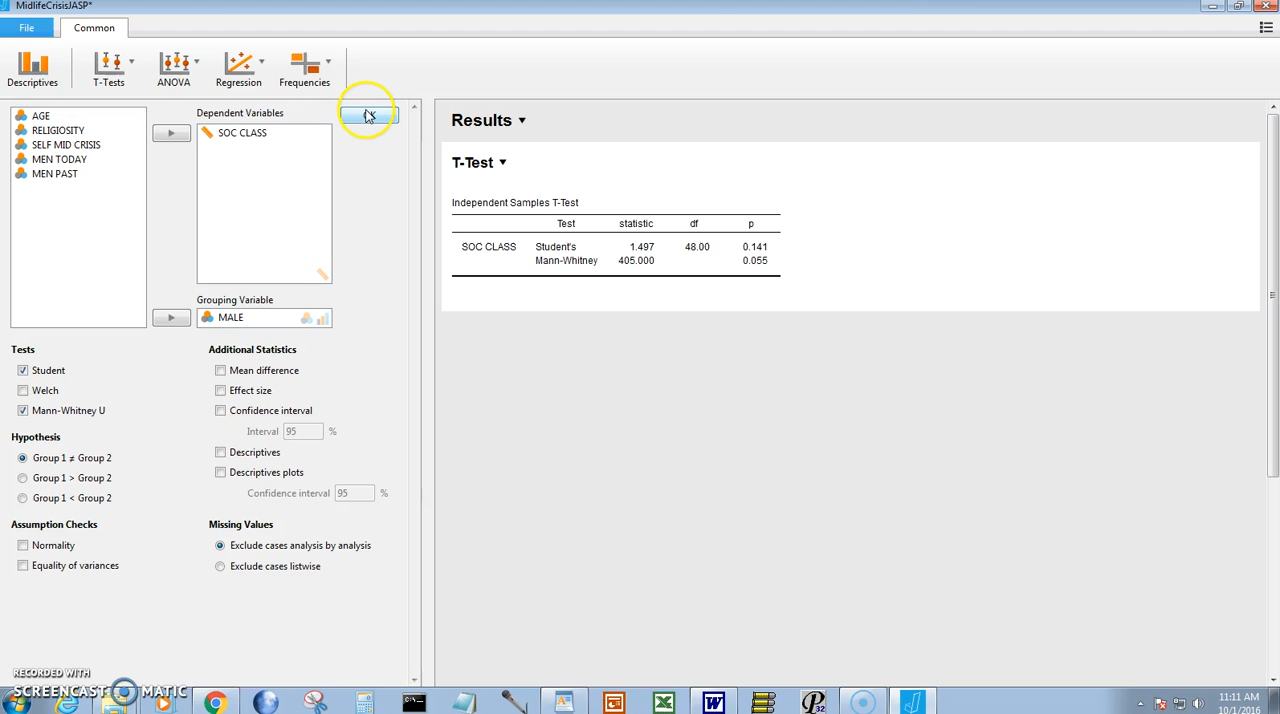 MidlifeCrisisJASP*
File
Common
Descriptives
T-Tests
ANOVA
Regression
Frequencies
AGE
RELIGIOSITY
SELF MID CRISIS
MEN TODAY
MEN PAST
Dependent Variables
SOC CLASS
Grouping Variable
MALE
Tests
Student
Welch
Mann-Whitney U
Hypothesis
Group 1 ≠ Group 2
Group 1 > Group 2
Group 1 < Group 2
Assumption Checks
Normality
Equality of variances
Additional Statistics
Mean difference
Effect size
Confidence interval
Interval 95 %
Descriptives
Descriptives plots
Confidence interval 95 %
Missing Values
Exclude cases analysis by analysis
Exclude cases listwise
Results
T-Test
Independent Samples T-Test
Test statistic df p
SOC CLASS Student's 1.497 48.00 0.141
Mann-Whitney 405.000 0.055
RECORDED WITH
SCREENCAST MATIC
11:11 AM
10/1/2016